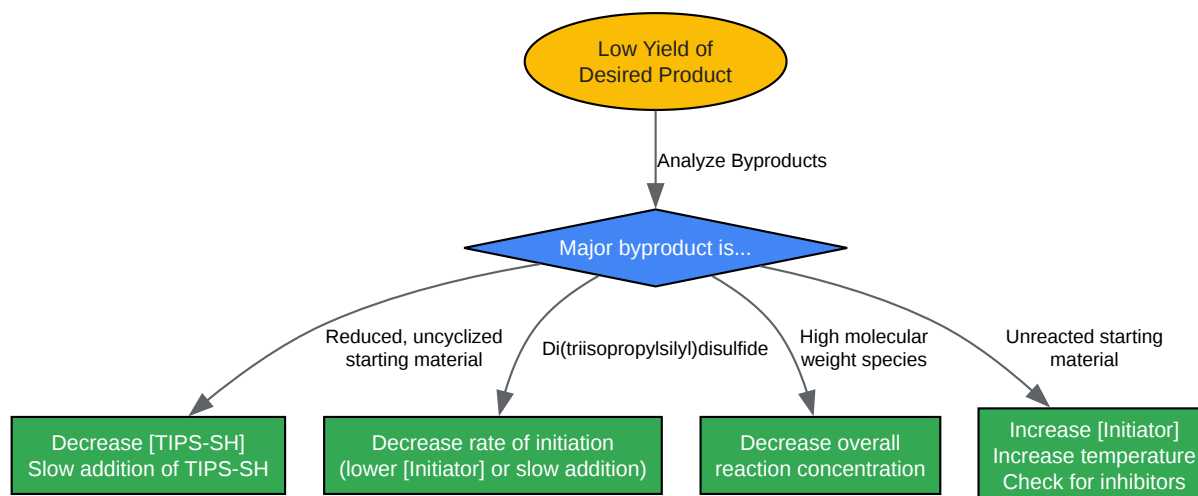 Low Yield of
Desired Product
Analyze Byproducts
Major byproduct is...
Reduced, uncyclized
starting material
Di(triisopropylsilyl)disulfide
High molecular
weight species
Unreacted starting
material
Decrease [TIPS-SH]
Slow addition of TIPS-SH
Decrease rate of initiation
(lower [Initiator] or slow addition)
Decrease overall
reaction concentration
Increase [Initiator]
Increase temperature
Check for inhibitors